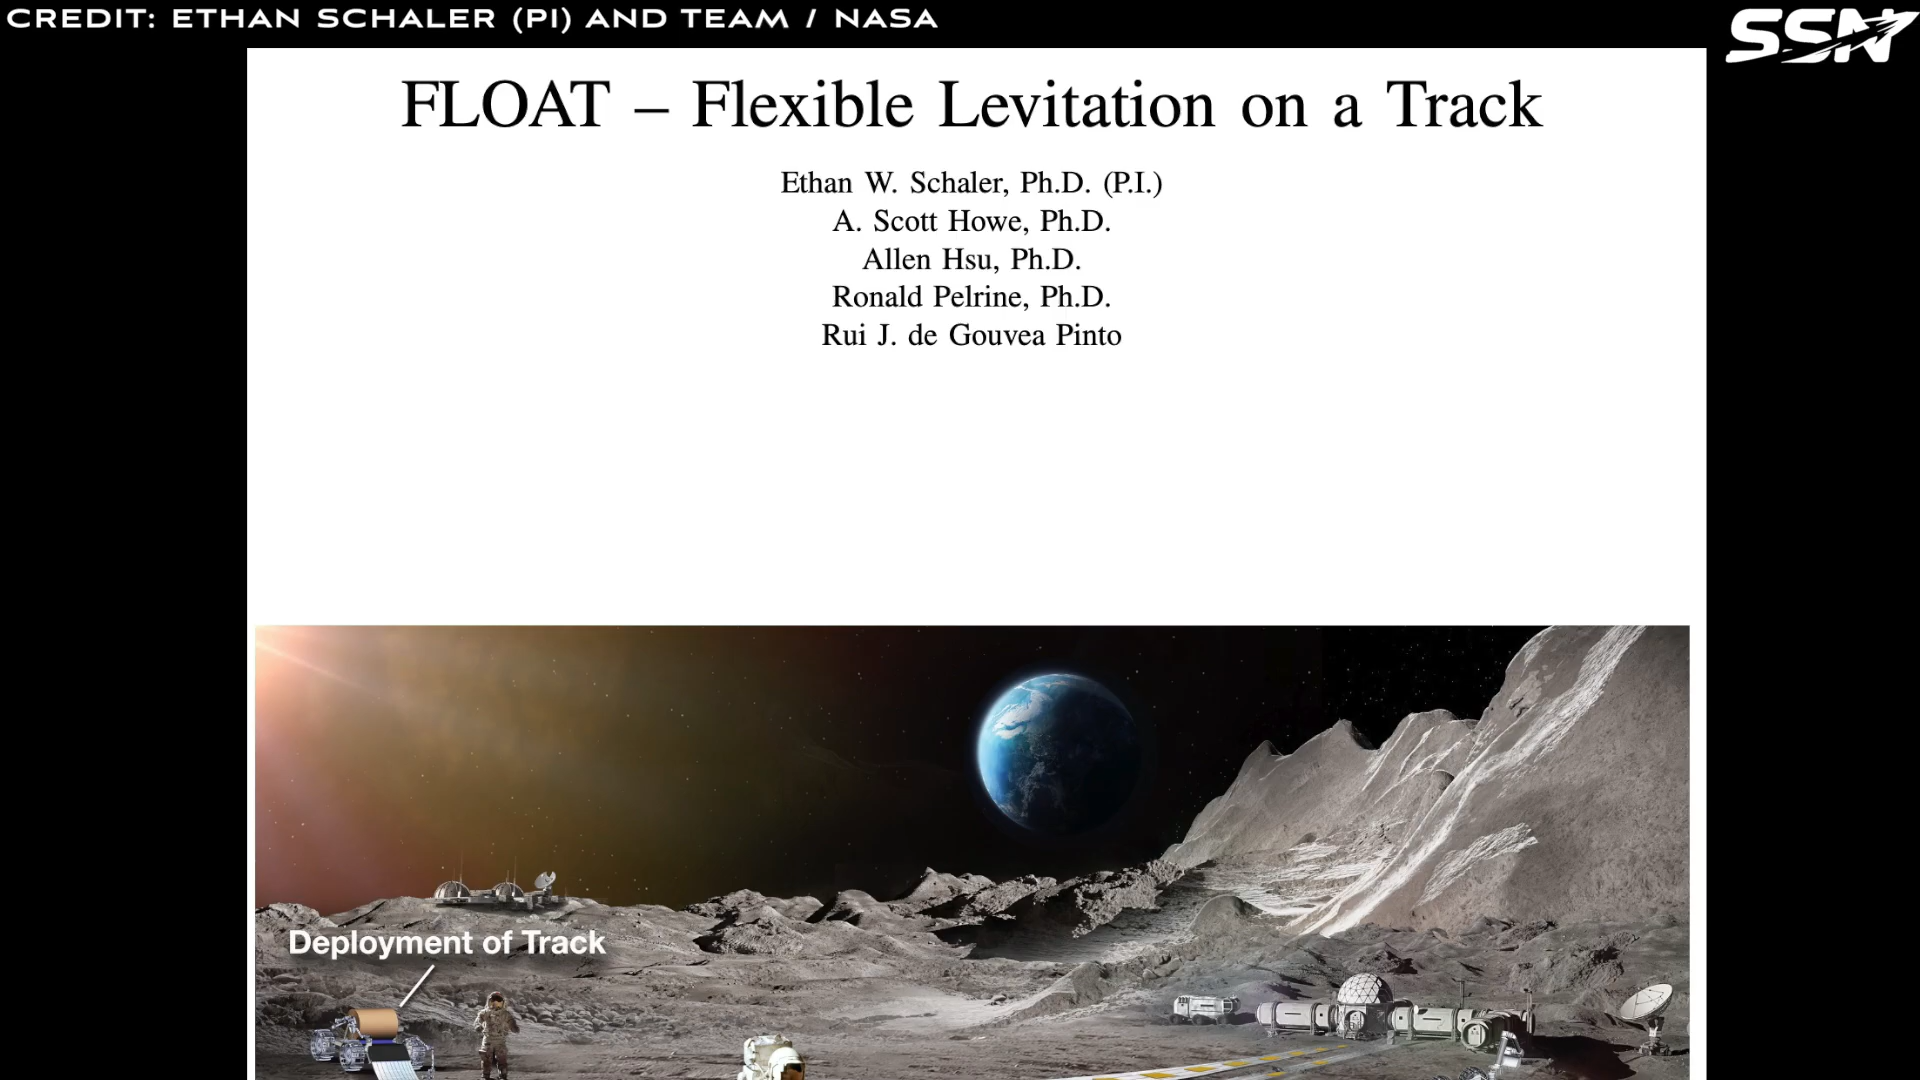 CREDIT: ETHAN SCHALER (PI) AND TEAM / NASA
SSN
FLOAT – Flexible Levitation on a Track
Ethan W. Schaler, Ph.D. (P.I.)
A. Scott Howe, Ph.D.
Allen Hsu, Ph.D.
Ronald Pelrine, Ph.D.
Rui J. de Gouvea Pinto
Deployment of Track